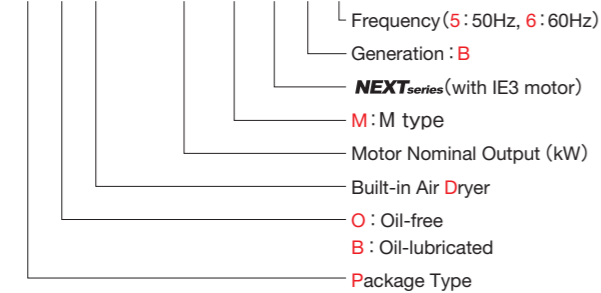 Frequency(5:50Hz, 6:60Hz)
Generation:B
NEXTseries(with IE3 motor)
M:M type
Motor Nominal Output (kW)
Built-in Air Dryer
O:Oil-free
B:Oil-lubricated
Package Type